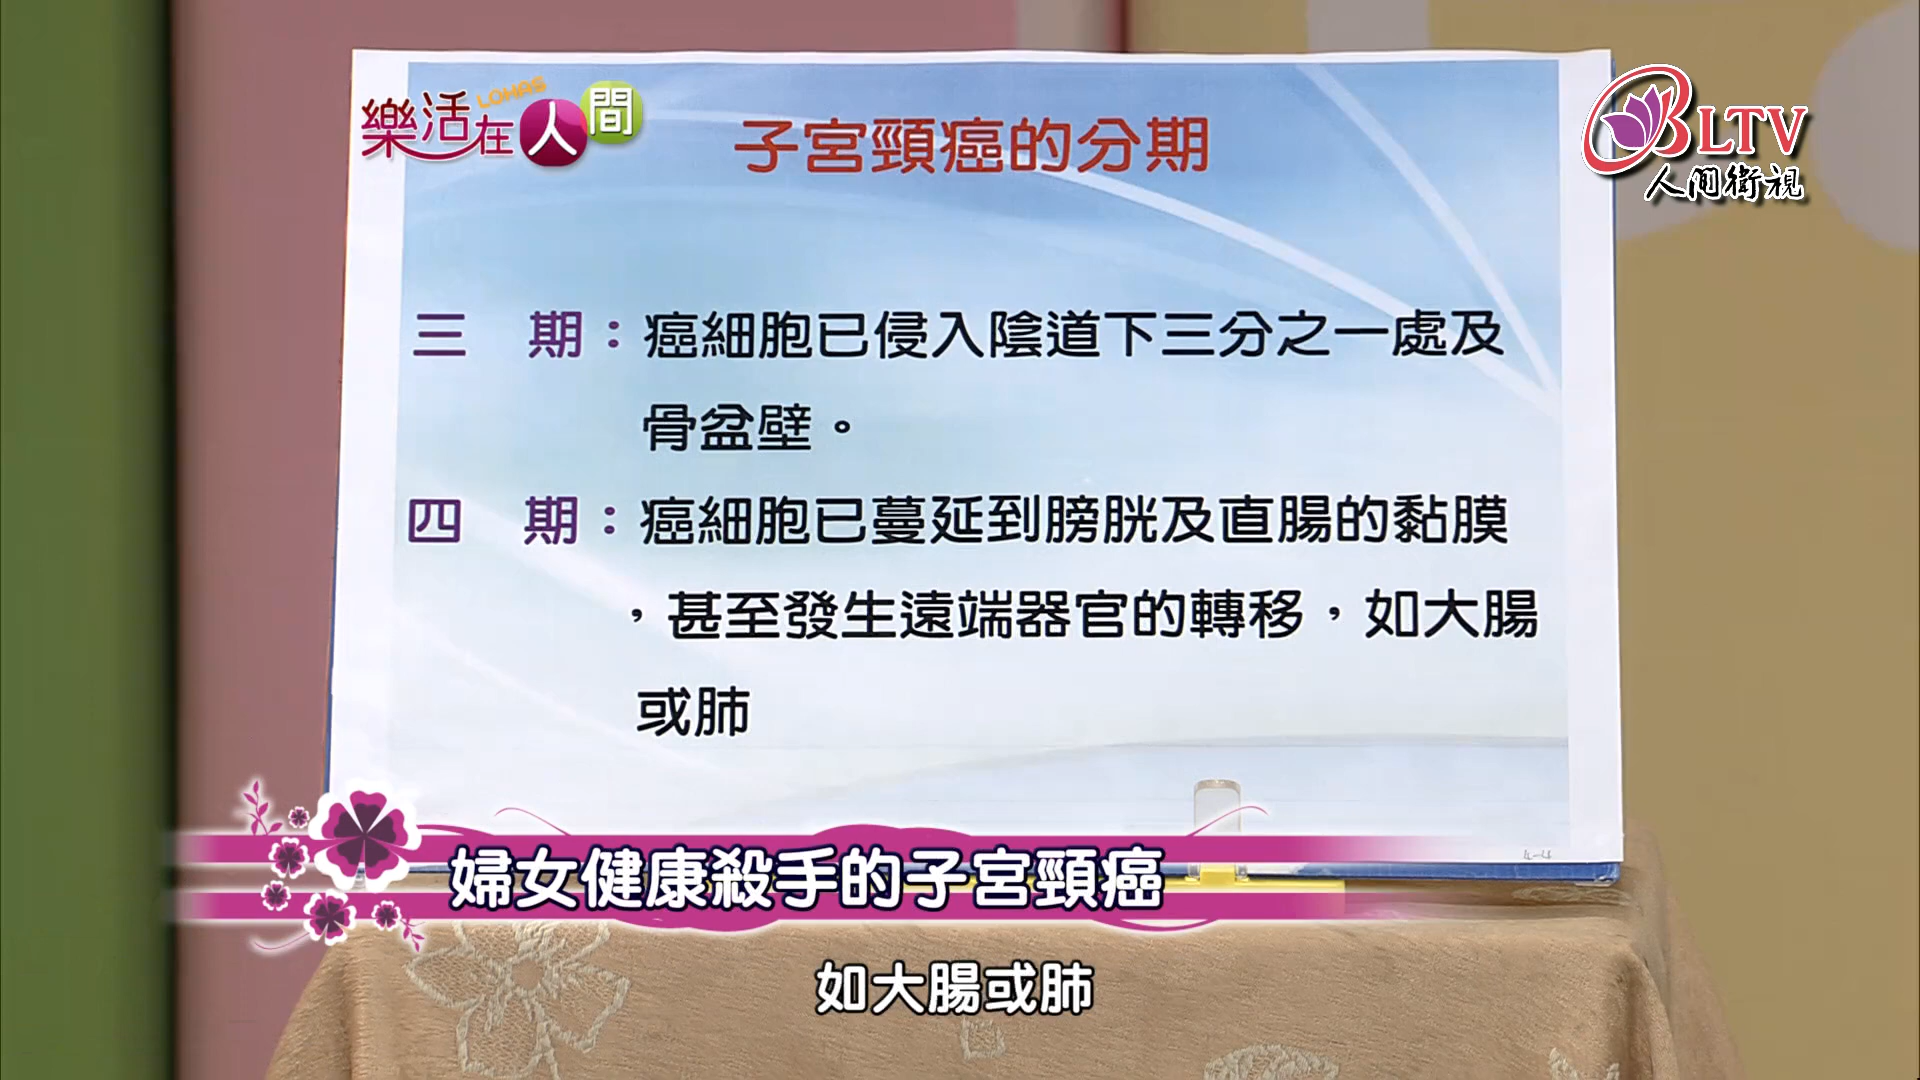 樂活在人間
LOHAS
BLTV
人間衛視
子宮頸癌的分期
三　期：癌細胞已侵入陰道下三分之一處及
骨盆壁。
四　期：癌細胞已蔓延到膀胱及直腸的黏膜
，甚至發生遠端器官的轉移，如大腸
或肺
婦女健康殺手的子宮頸癌
如大腸或肺